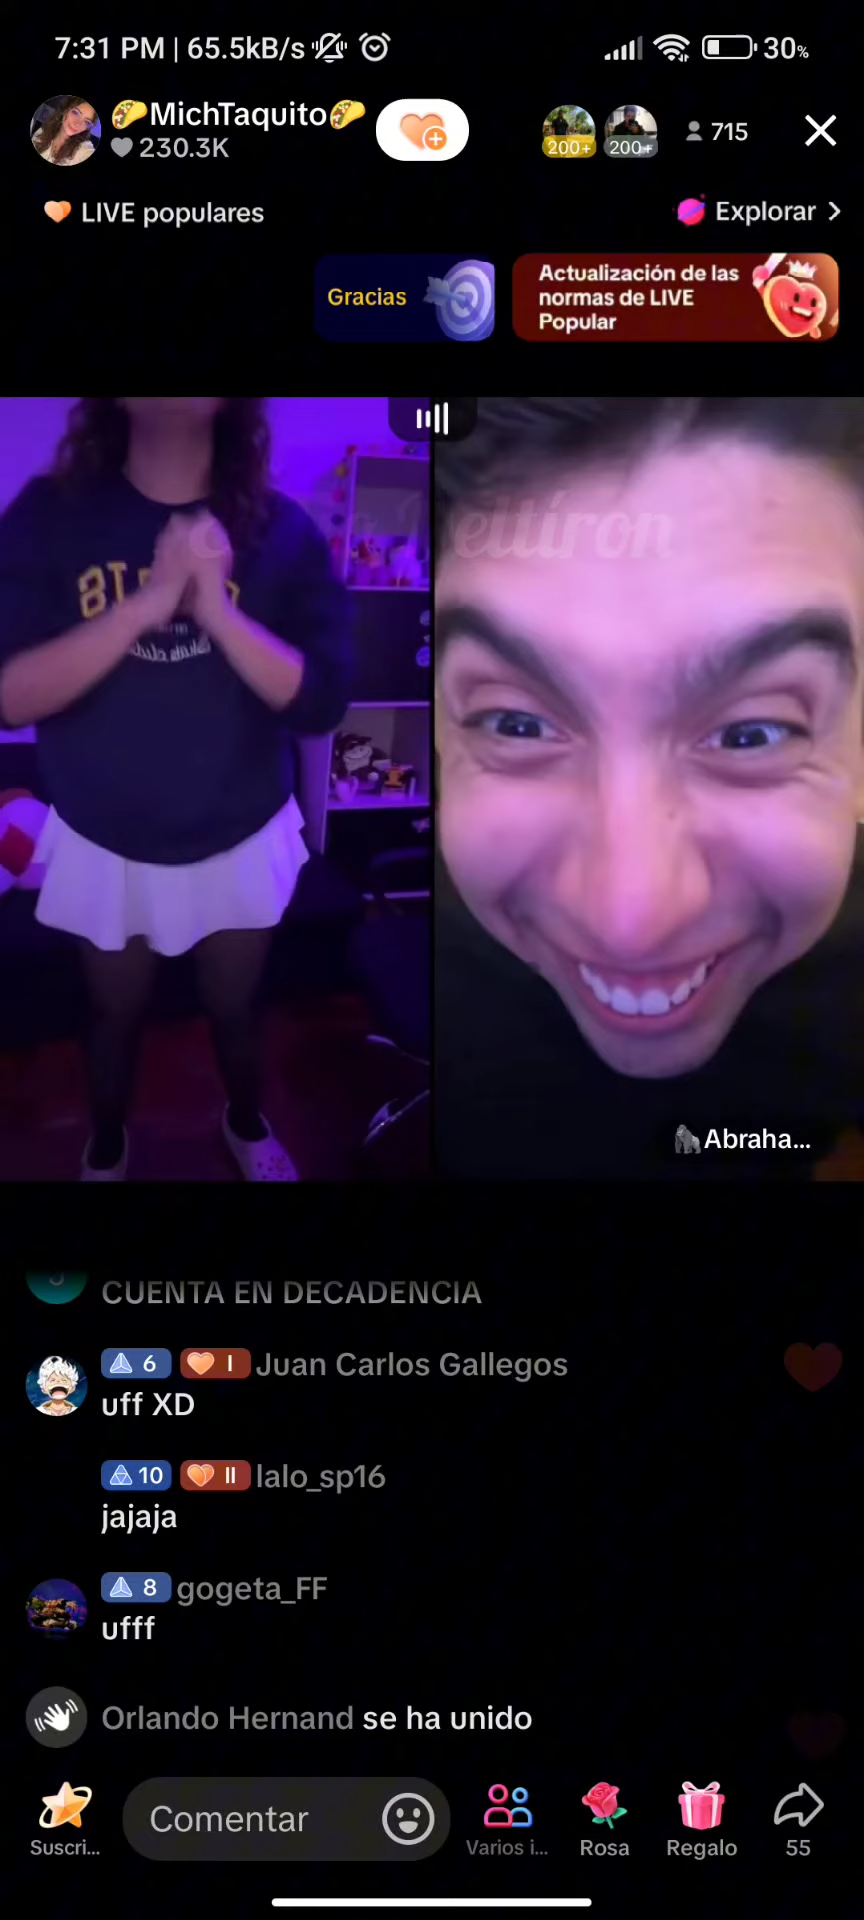 7:31 PM | 65.5kB/s
30%
🌮MichTaquito🌮
230.3K
200+
200+
715
LIVE populares
Explorar >
Gracias
Actualización de las
normas de LIVE
Popular
🦍Abraha...
CUENTA EN DECADENCIA
6 I Juan Carlos Gallegos
uff XD
10 II lalo_sp16
jajaja
8 gogeta_FF
ufff
Orlando Hernand se ha unido
Suscri...
Comentar
Varios i...
Rosa
Regalo
55